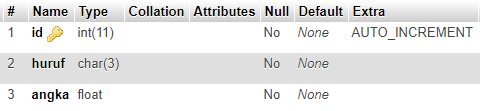 # Name Type Collation Attributes Null Default Extra
1 id int(11) No None AUTO_INCREMENT
2 huruf char(3) No None
3 angka float No None